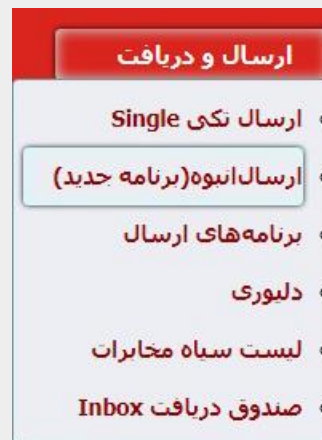 ارسال و دریافت
ارسال تکی Single
ارسال‌انبوه(برنامه جدید)
برنامه‌های ارسال
دلیوری
لیست سیاه مخابرات
صندوق دریافت Inbox